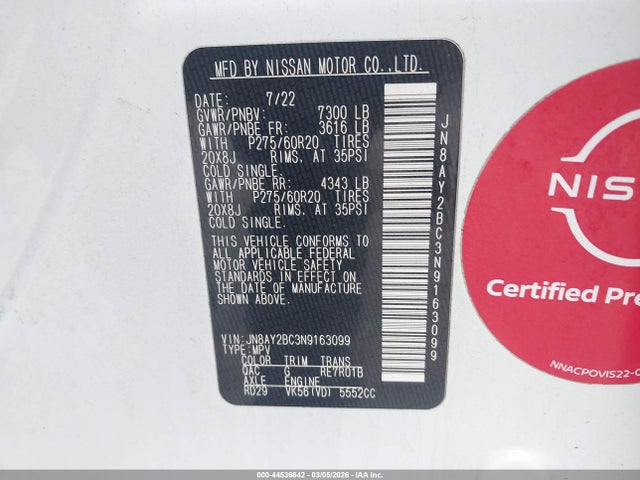 MFD BY NISSAN MOTOR CO.,LTD.
DATE: 7/22
GVWR/PNBV: 7300 LB
GAWR/PNBE FR: 3616 LB
WITH P275/60R20 TIRES
20X8J RIMS. AT 35PSI
COLD SINGLE.
GAWR/PNBE RR: 4343 LB
WITH P275/60R20 TIRES
20X8J RIMS. AT 35PSI
COLD SINGLE.
THIS VEHICLE CONFORMS TO
ALL APPLICABLE FEDERAL
MOTOR VEHICLE SAFETY
STANDARDS IN EFFECT ON
THE DATE OF MANUFACTURE
SHOWN ABOVE.
VIN:JN8AY2BC3N9163099
TYPE:MPV
COLOR TRIM TRANS
QAC G RE7R01B
AXLE ENGINE
RD29 VK56(VD) 5552CC
JN8AY2BC3N9163099
NIS
Certified Pre
NNACPOVIS22-0
000-44536642 - 03/05/2026 - IAAI.COM